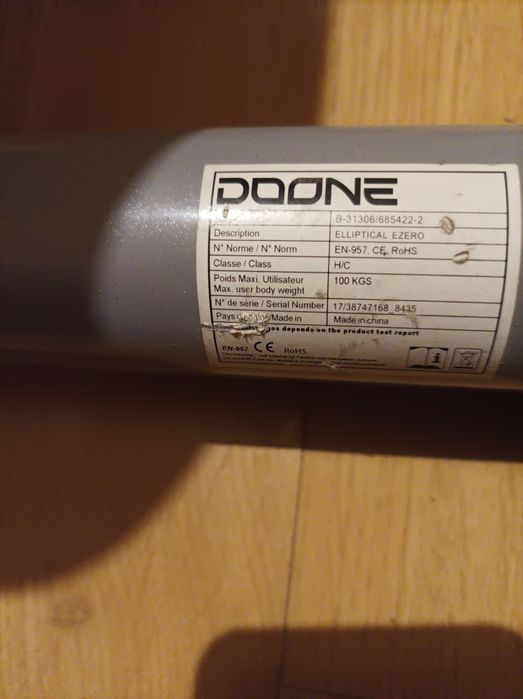 DOONE
B-31306/685422-2
Description ELLIPTICAL EZERO
N° Norme / N° Norm EN-957. CE, RoHS
Classe / Class H/C
Poids Maxi. Utilisateur 100 KGS
Max. user body weight
N° de série / Serial Number 17/38747168_8435
Pays /Made in Made in china
depends on the product test report
EN-957 CE RoHS